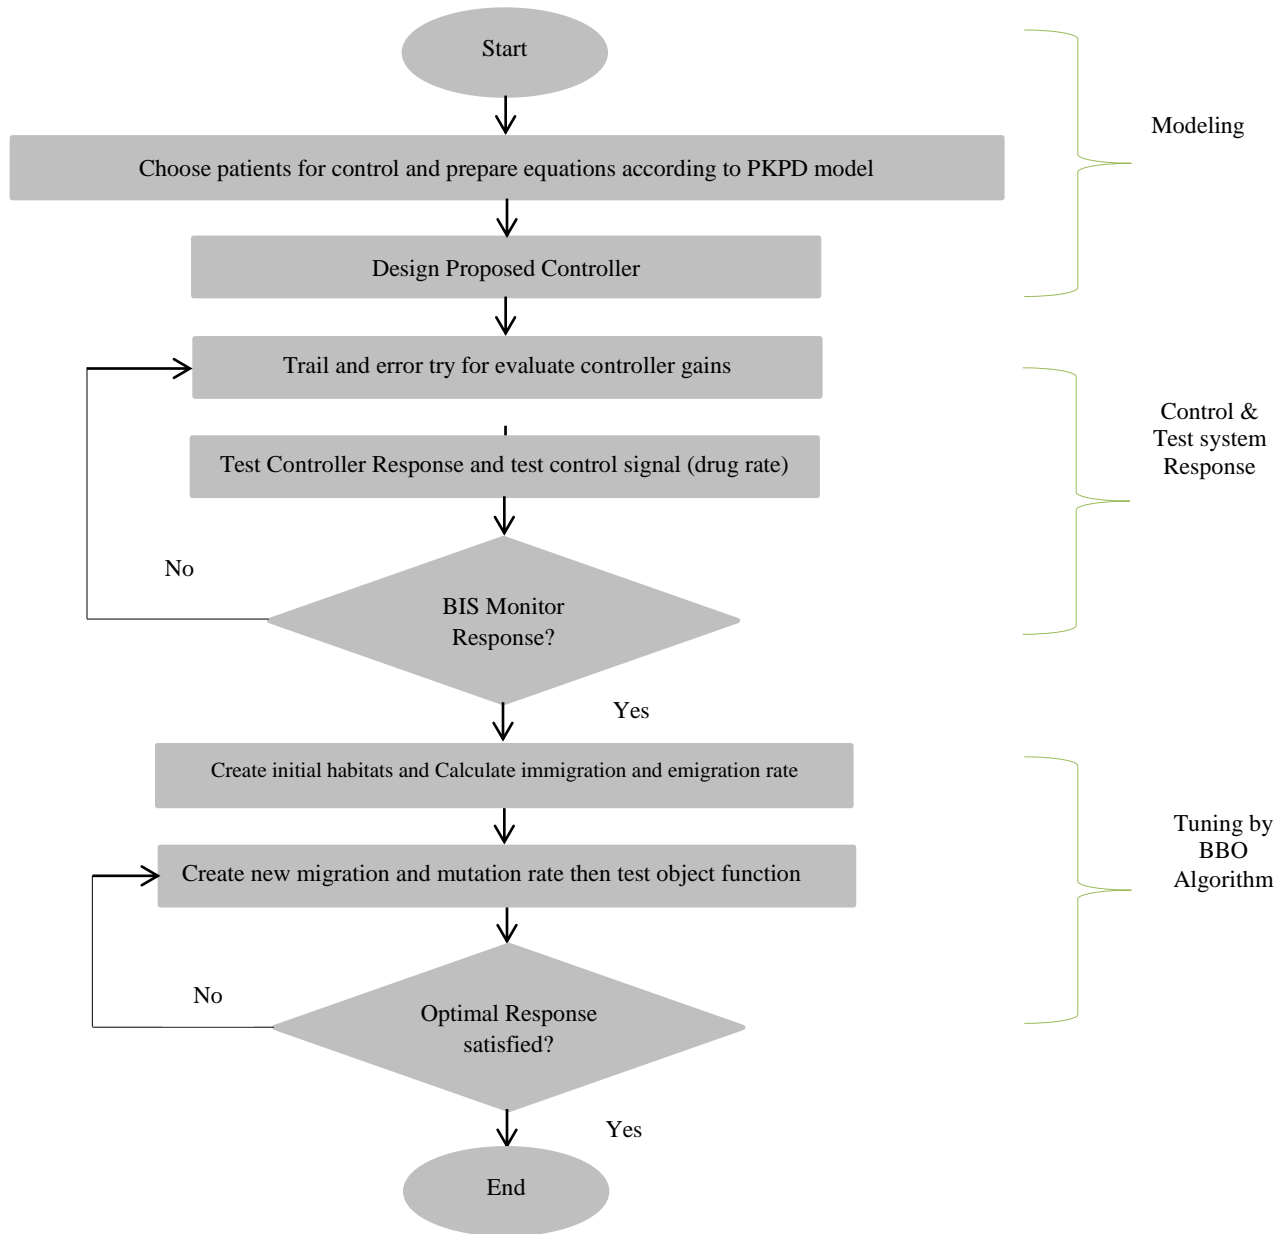 Start
Modeling
Choose patients for control and prepare equations according to PKPD model
Design Proposed Controller
Trail and error try for evaluate controller gains
Control &
Test system
Response
Test Controller Response and test control signal (drug rate)
No
BIS Monitor
Response?
Yes
Create initial habitats and Calculate immigration and emigration rate
Tuning by
BBO
Algorithm
Create new migration and mutation rate then test object function
No
Optimal Response
satisfied?
Yes
End